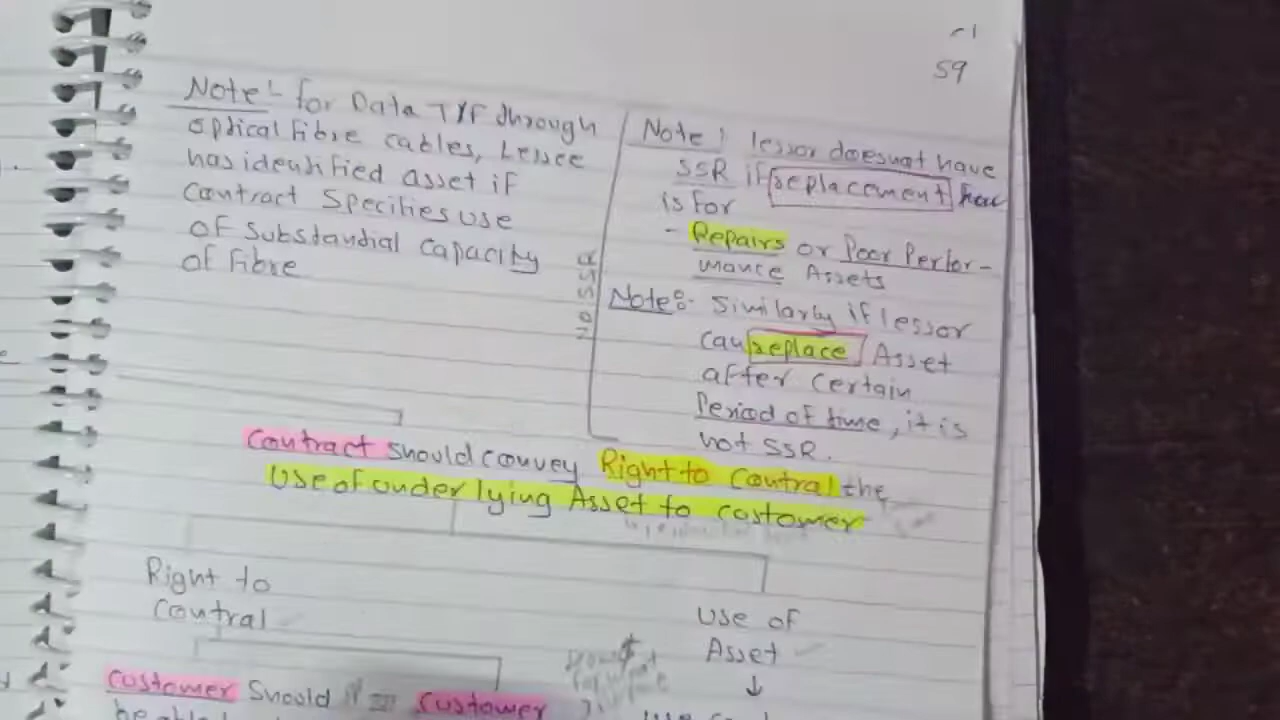 59
Note:- for Data T/F through
optical fibre cables, Lessee
has identified asset if
contract Specifies use
of substantial capacity
of fibre
Note: lessor doesnot have
SSR if replacement
is for
- Repairs or Poor Perfor-
mance Assets
Note:- Similarly if lessor
can replace Asset
after certain
Period of time, it is
not SSR.
Contract should convey Right to Control the
Use of underlying Asset to costomer
Right to
Control
Use of
Asset
Customer Should
Customer